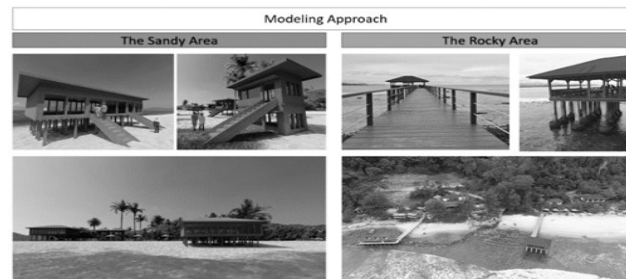 Modeling Approach
The Sandy Area
The Rocky Area